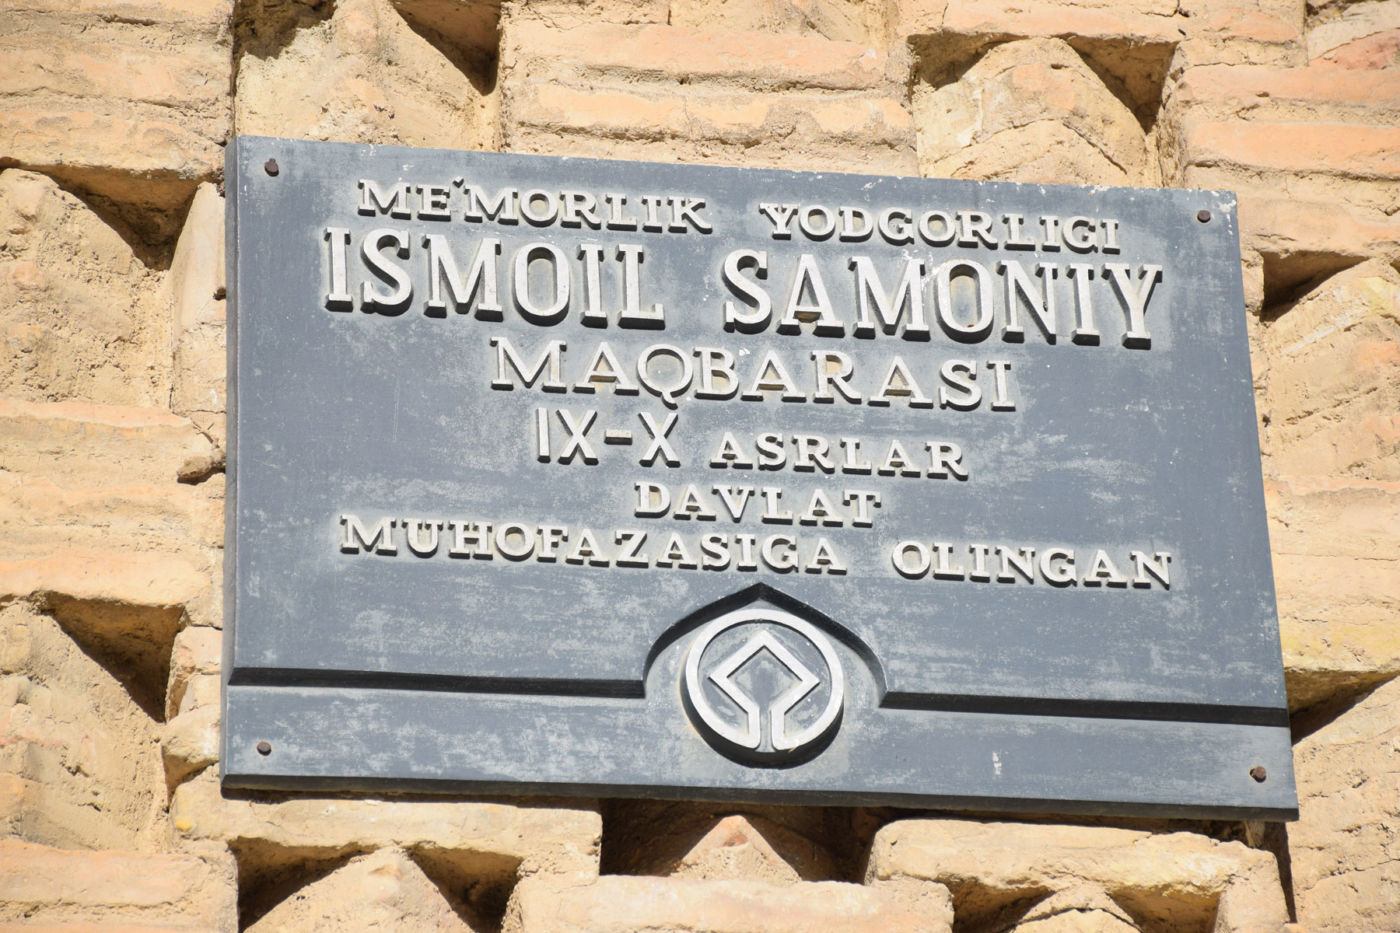 ME'MORLIK YODGORLIGI
ISMOIL SAMONIY
MAQBARASI
IX-X ASRLAR
DAVLAT
MUHOFAZASIGA OLINGAN